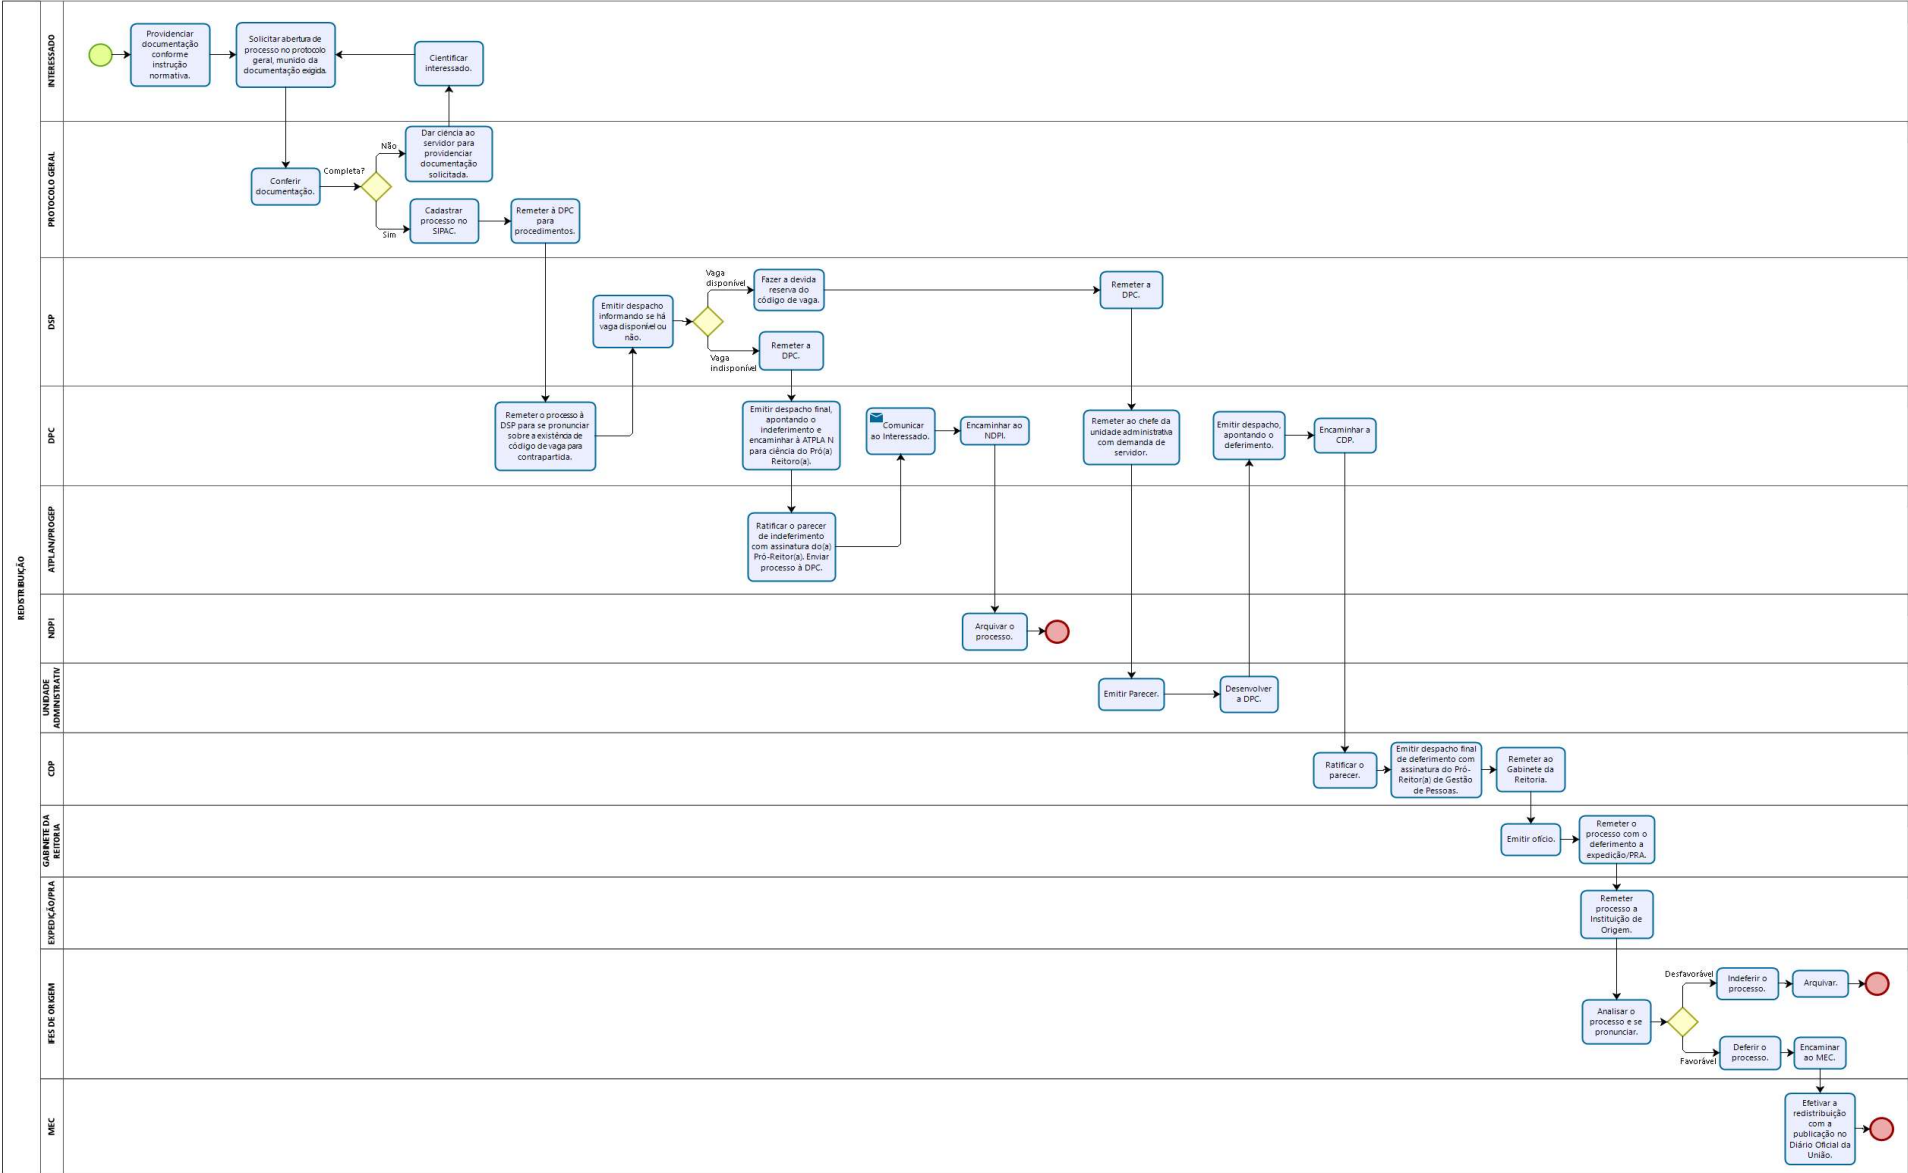 REDISTRIBUIÇÃO
INTERESSADO
Providenciar
documentação
conforme
instrução
normativa.
Solicitar abertura de
processo no protocolo
geral, munido da
documentação exigida.
Cientificar
interessado.
PROTOCOLO GERAL
Conferir
documentação.
Completa?
Não
Dar ciência ao
servidor para
providenciar
documentação
solicitada.
Sim
Cadastrar
processo no
SIPAC.
Remeter à DPC
para
procedimentos.
DSP
Emitir despacho
informando se há
vaga disponível ou
não.
Vaga
disponível
Fazer a devida
reserva do
código de vaga.
Remeter a
DPC.
Vaga
indisponível
Remeter a
DPC.
DPC
Remeter o processo à
DSP para se pronunciar
sobre a existência de
código de vaga para
contrapartida.
Emitir despacho final,
apontando o
indeferimento e
encaminhar à ATPLA N
para ciência do Pró(a)
Reitoro(a).
Comunicar
ao Interessado.
Encaminhar ao
NDPI.
Remeter ao chefe da
unidade administrativa
com demanda de
servidor.
Emitir despacho,
apontando o
deferimento.
Encaminhar a
CDP.
ATPLAN/PROGEP
Ratificar o parecer
de indeferimento
com assinatura do(a)
Pró-Reitor(a). Enviar
processo à DPC.
NDPI
Arquivar o
processo.
UNIDADE
ADMINISTRATIV
Emitir Parecer.
Desenvolver
a DPC.
CDP
Ratificar o
parecer.
Emitir despacho final
de deferimento com
assinatura do Pró-
Reitor(a) de Gestão
de Pessoas.
Remeter ao
Gabinete da
Reitoria.
GABINETE DA
REITORIA
Emitir ofício.
Remeter o
processo com o
deferimento a
expedição/PRA.
EXPEDIÇÃO/PRA
Remeter
processo a
Instituição de
Origem.
IFES DE ORIGEM
Analisar o
processo e se
pronunciar.
Desfavorável
Indeferir o
processo.
Arquivar.
Favorável
Deferir o
processo.
Encaminar
ao MEC.
MEC
Efetivar a
redistribuição
com a
publicação no
Diário Oficial da
União.